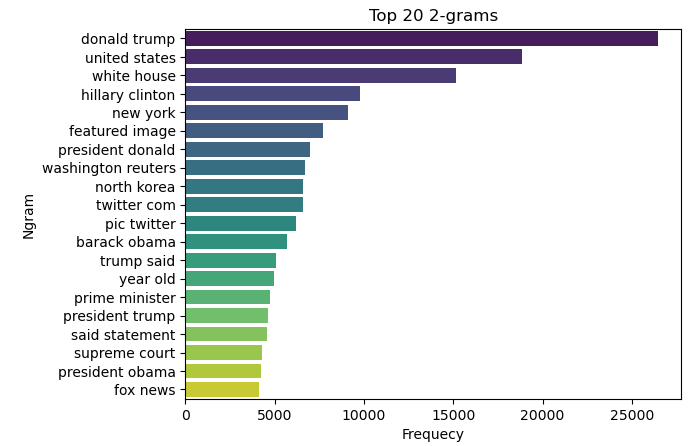 Top 20 2-grams
donald trump
united states
white house
hillary clinton
new york
featured image
president donald
washington reuters
north korea
twitter com
pic twitter
barack obama
trump said
year old
prime minister
president trump
said statement
supreme court
president obama
fox news
Ngram
0 5000 10000 15000 20000 25000
Frequecy